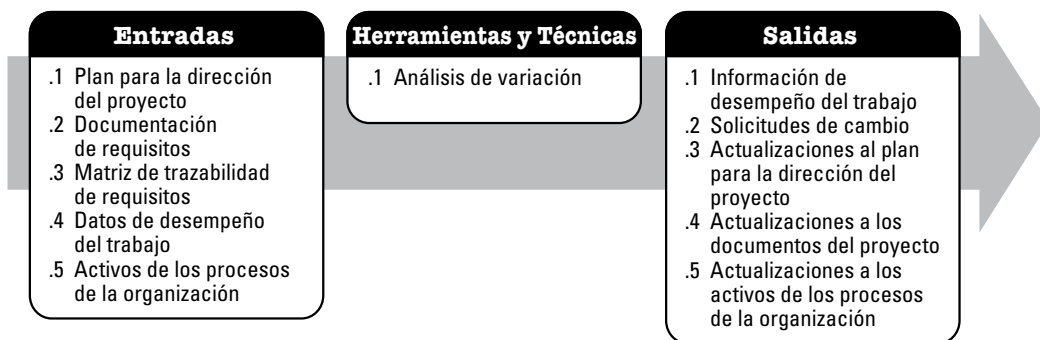 Entradas
.1 Plan para la dirección
del proyecto
.2 Documentación
de requisitos
.3 Matriz de trazabilidad
de requisitos
.4 Datos de desempeño
del trabajo
.5 Activos de los procesos
de la organización
Herramientas y Técnicas
.1 Análisis de variación
Salidas
.1 Información de
desempeño del trabajo
.2 Solicitudes de cambio
.3 Actualizaciones al plan
para la dirección del
proyecto
.4 Actualizaciones a los
documentos del proyecto
.5 Actualizaciones a los
activos de los procesos
de la organización